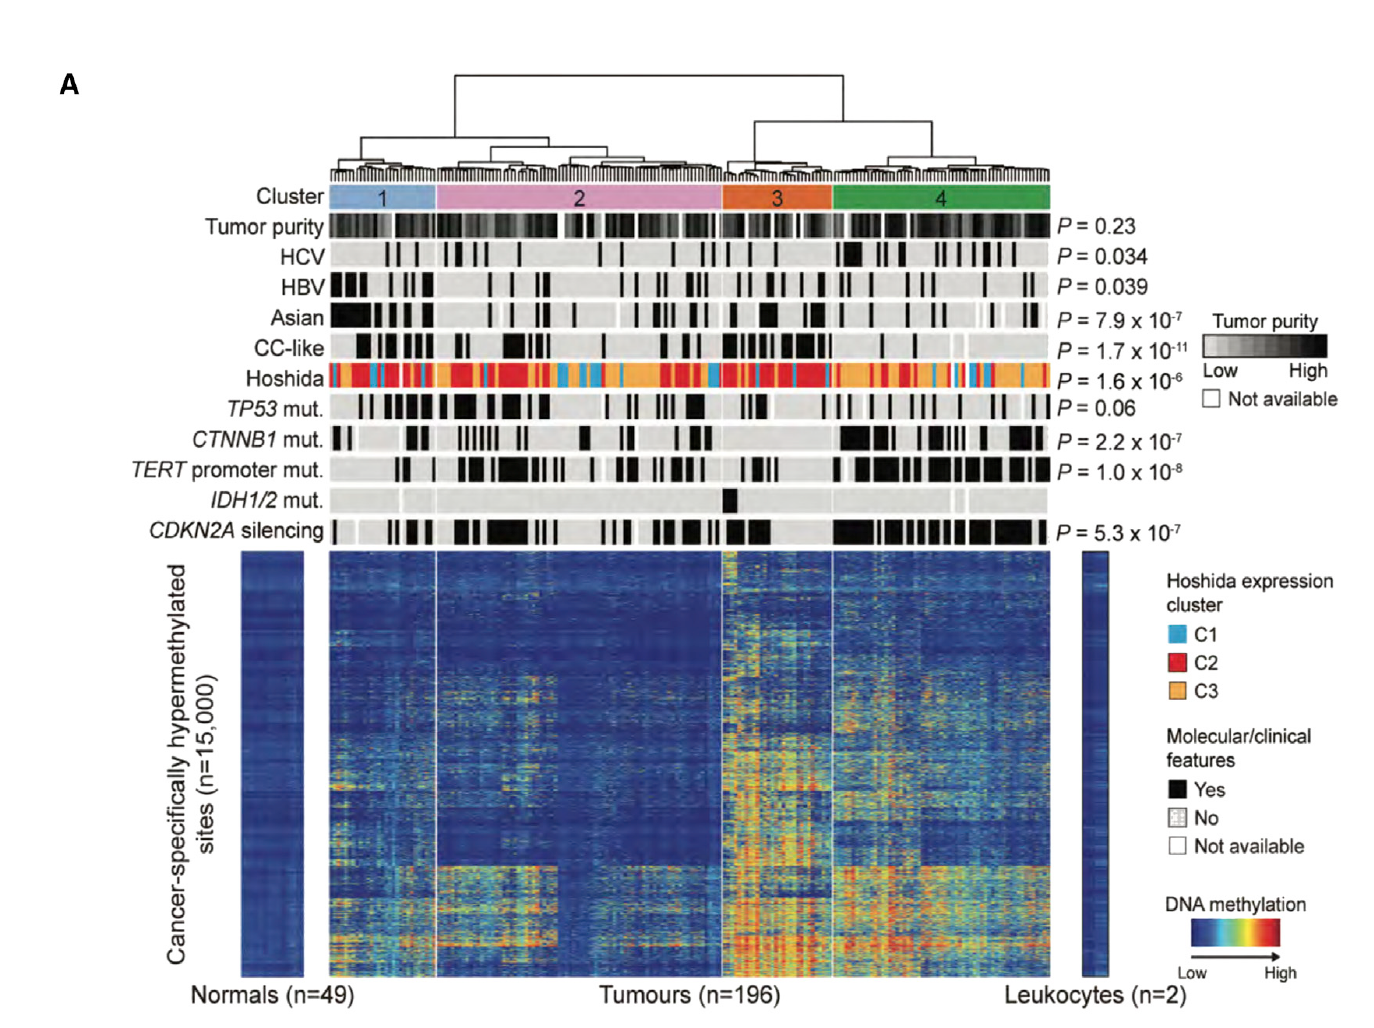 A
Cluster 1 2 3 4
Tumor purity P = 0.23
HCV P = 0.034
HBV P = 0.039
Asian P = 7.9 x 10-7
CC-like P = 1.7 x 10-11
Hoshida P = 1.6 x 10-6
TP53 mut. P = 0.06
CTNNB1 mut. P = 2.2 x 10-7
TERT promoter mut. P = 1.0 x 10-8
IDH1/2 mut.
CDKN2A silencing P = 5.3 x 10-7
Tumor purity
Low High
Not available
Cancer-specifically hypermethylated
sites (n=15,000)
Hoshida expression
cluster
C1
C2
C3
Molecular/clinical
features
Yes
No
Not available
DNA methylation
Low High
Normals (n=49) Tumours (n=196) Leukocytes (n=2)